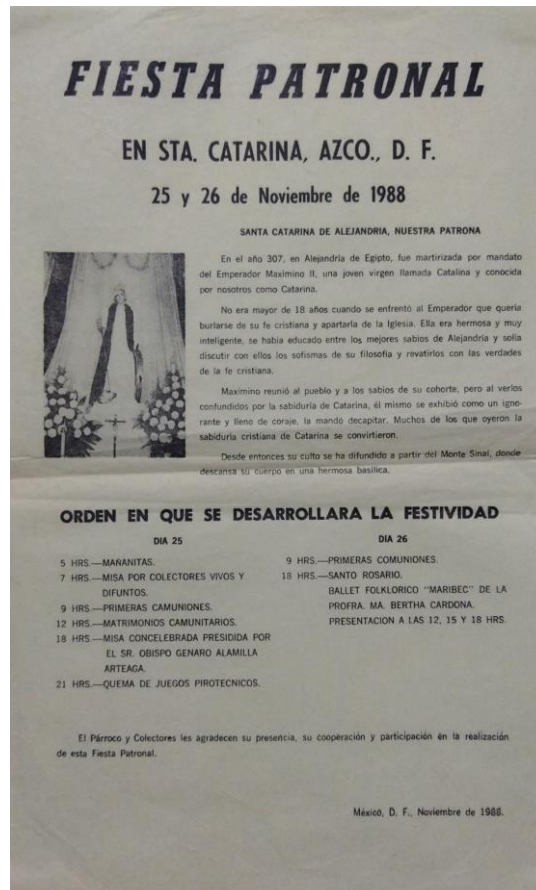 FIESTA PATRONAL
EN STA. CATARINA, AZCO., D. F.
25 y 26 de Noviembre de 1988
SANTA CATARINA DE ALEJANDRIA, NUESTRA PATRONA
En el año 307, en Alejandría de Egipto, fue martirizada por mandato
del Emperador Maximino II, una joven virgen llamada Catalina y conocida
por nosotros como Catarina.
No era mayor de 18 años cuando se enfrentó al Emperador que quería
burlarse de su fe cristiana y apartarla de la Iglesia. Ella era hermosa y muy
inteligente, se había educado entre los mejores sabios de Alejandría y solía
discutir con ellos los sofismas de su filosofía y revatirlos con las verdades
de la fe cristiana.
Maximino reunió al pueblo y a los sabios de su cohorte, pero al verlos
confundidos por la sabiduría de Catarina, él mismo se exhibió como un igno-
rante y lleno de coraje, la mandó decapitar. Muchos de los que oyeron la
sabiduría cristiana de Catarina se convirtieron.
Desde entonces su culto se ha difundido a partir del Monte Sinaí, donde
descansa su cuerpo en una hermosa basílica.
ORDEN EN QUE SE DESARROLLARA LA FESTIVIDAD
DIA 25
5 HRS.—MAÑANITAS.
7 HRS.—MISA POR COLECTORES VIVOS Y
DIFUNTOS.
9 HRS.—PRIMERAS CAMUNIONES.
12 HRS.—MATRIMONIOS CAMUNITARIOS.
18 HRS.—MISA CONCELEBRADA PRESIDIDA POR
EL SR. OBISPO GENARO ALAMILLA
ARTEAGA.
21 HRS.—QUEMA DE JUEGOS PIROTECNICOS.
DIA 26
9 HRS.—PRIMERAS COMUNIONES.
18 HRS.—SANTO ROSARIO.
BALLET FOLKLORICO "MARIBEC" DE LA
PROFRA. MA. BERTHA CARDONA.
PRESENTACION A LAS 12, 15 Y 18 HRS.
El Párroco y Colectores les agradecen su presencia, su cooperación y participación en la realización
de esta Fiesta Patronal.
México, D. F., Noviembre de 1988.